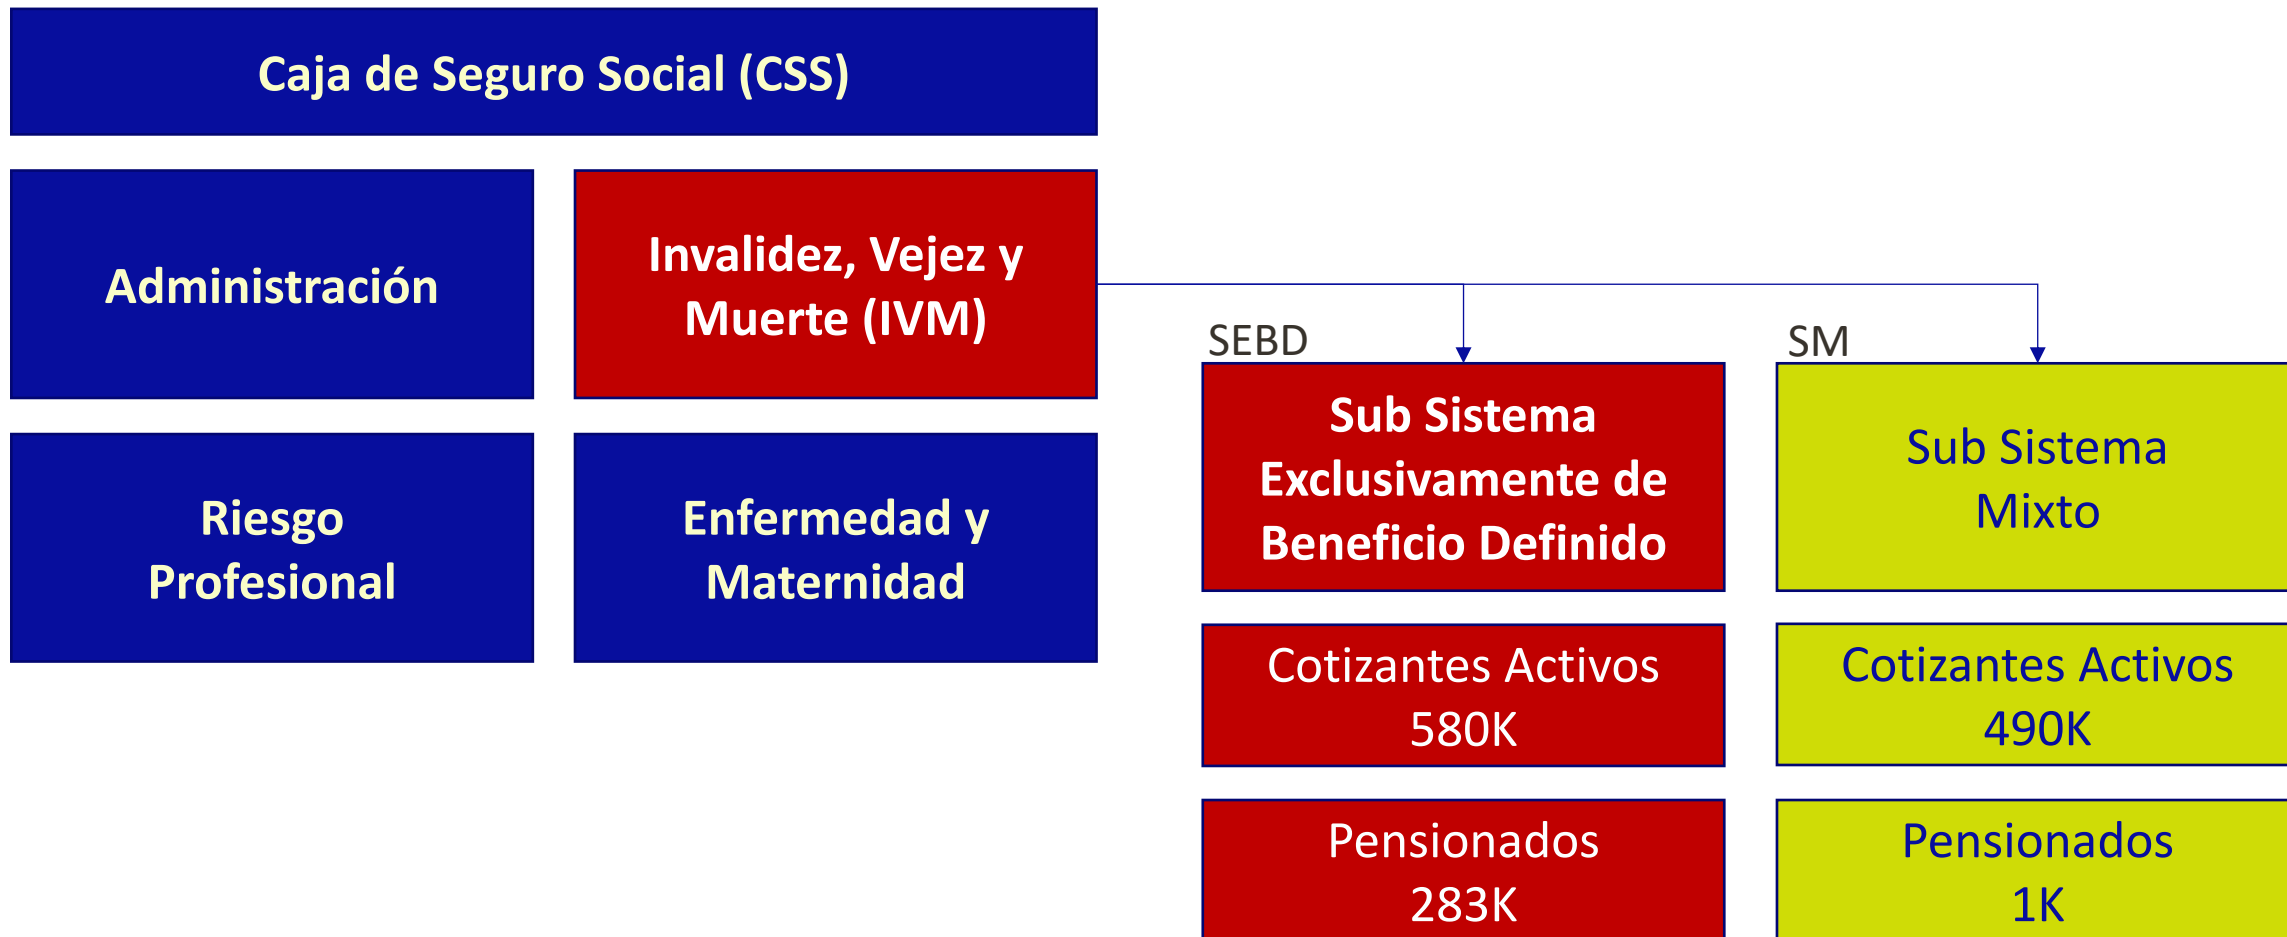 Caja de Seguro Social (CSS)
Administración
Invalidez, Vejez y
Muerte (IVM)
Riesgo
Profesional
Enfermedad y
Maternidad
SEBD
Sub Sistema
Exclusivamente de
Beneficio Definido
Cotizantes Activos
580K
Pensionados
283K
SM
Sub Sistema
Mixto
Cotizantes Activos
490K
Pensionados
1K